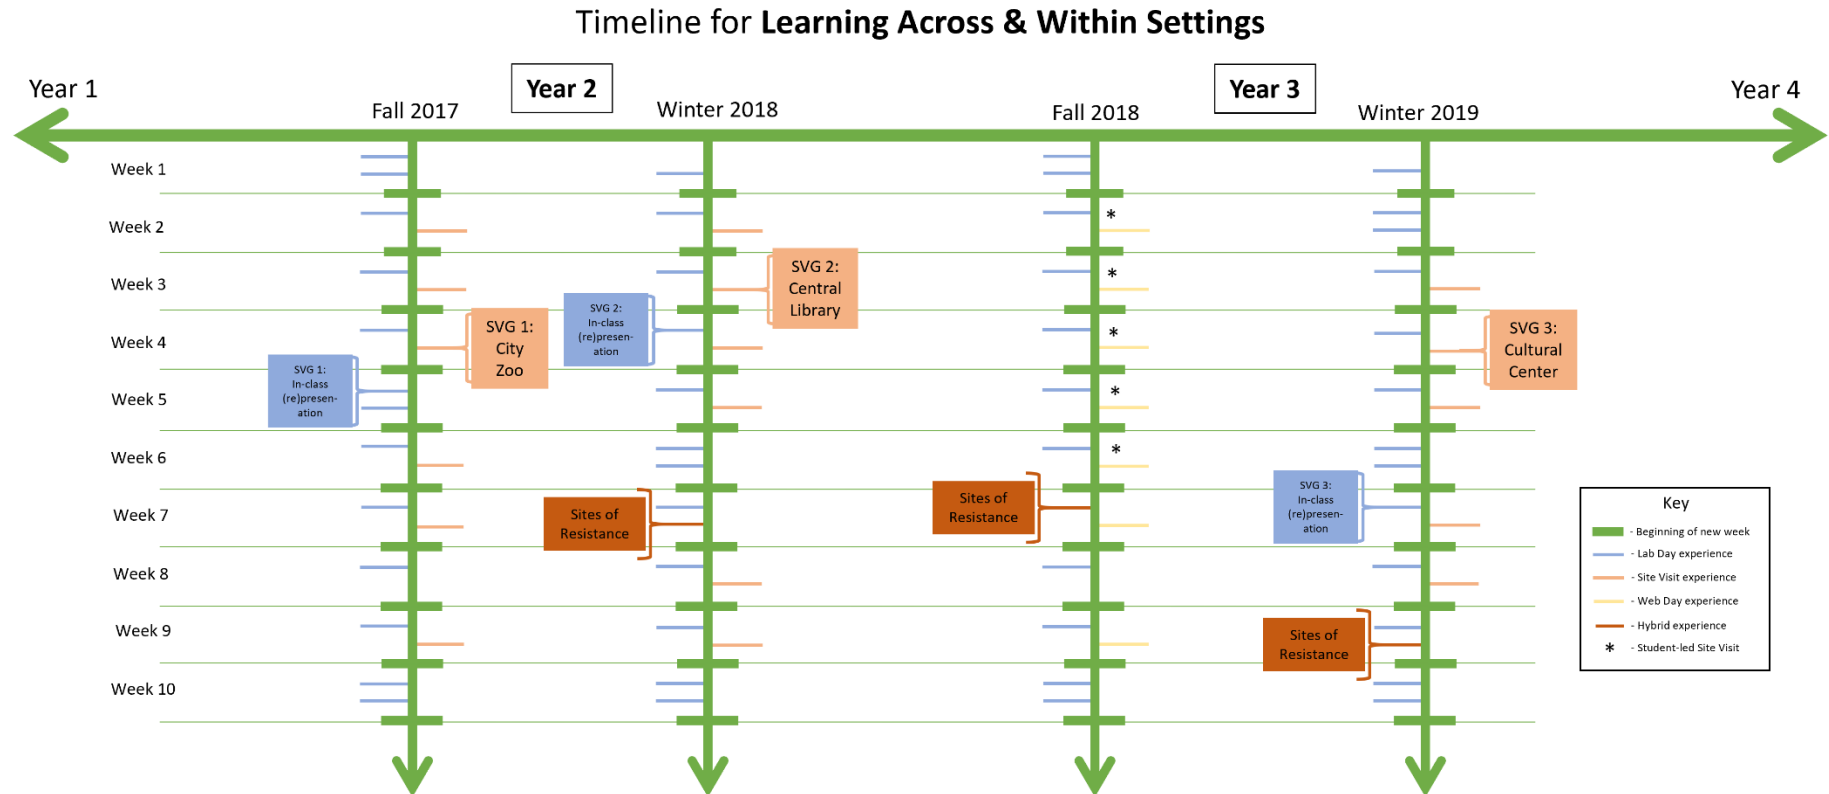 Timeline for Learning Across & Within Settings
Year 1
Year 2
Year 3
Year 4
Fall 2017
Winter 2018
Fall 2018
Winter 2019
Week 1
Week 2
Week 3
Week 4
Week 5
Week 6
Week 7
Week 8
Week 9
Week 10
SVG 1:
In-class
(re)presen-
ation
SVG 1:
City
Zoo
SVG 2:
In-class
(re)presen-
ation
SVG 2:
Central
Library
Sites of
Resistance
Sites of
Resistance
*
*
*
*
*
SVG 3:
In-class
(re)presen-
ation
SVG 3:
Cultural
Center
Sites of
Resistance
Key
- Beginning of new week
- Lab Day experience
- Site Visit experience
- Web Day experience
- Hybrid experience
* - Student-led Site Visit